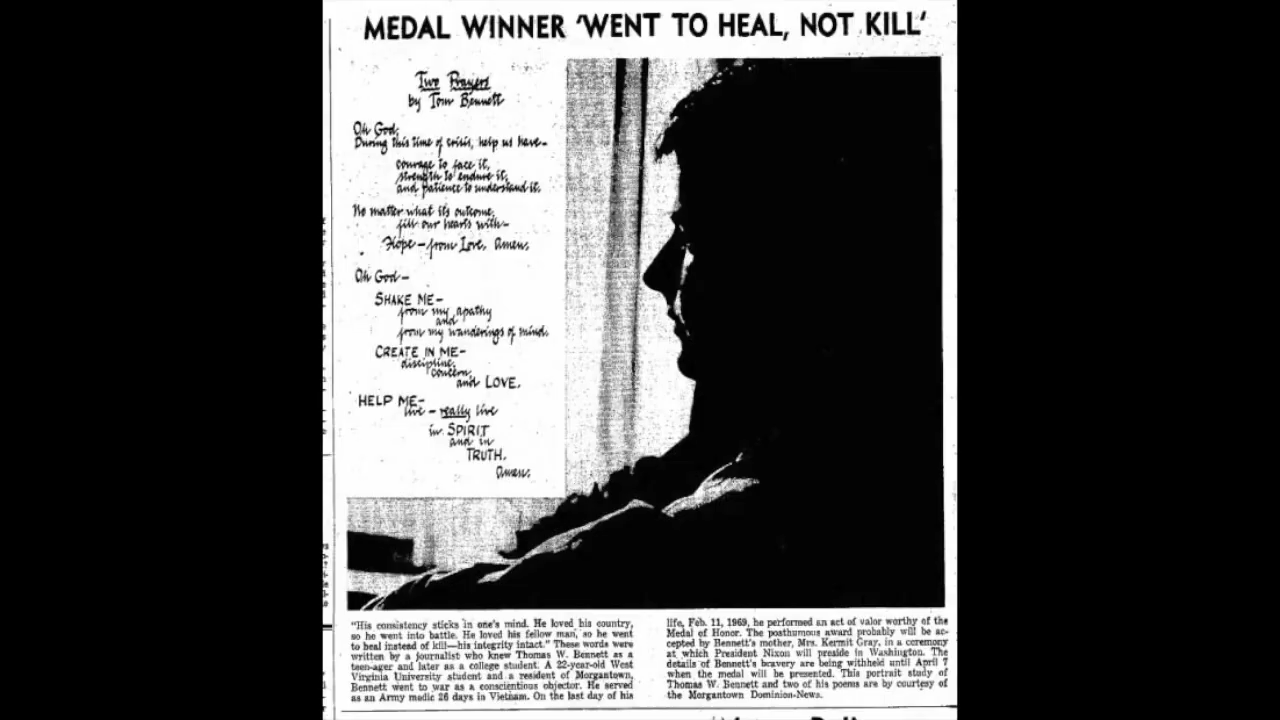 MEDAL WINNER 'WENT TO HEAL, NOT KILL'
Two Prayers
by Tom Bennett
Oh God,
During this time of crisis, help us have—
courage to face it,
strength to endure it,
and patience to understand it.
No matter what its outcome,
fill our hearts with—
Hope — from Love. Amen.
Oh God—
SHAKE ME—
from my apathy
and
from my wanderings of mind.
CREATE IN ME—
discipline,
concern,
and LOVE.
HELP ME—
live — really live
in SPIRIT
and in
TRUTH.
Amen.
"His consistency sticks in one's mind. He loved his country,
so he went into battle. He loved his fellow man, so he went
to heal instead of kill—his integrity intact." These words were
written by a journalist who knew Thomas W. Bennett as a
teen-ager and later as a college student. A 22-year-old West
Virginia University student and a resident of Morgantown,
Bennett went to war as a conscientious objector. He served
as an Army medic 26 days in Vietnam. On the last day of his
life, Feb. 11, 1969, he performed an act of valor worthy of the
Medal of Honor. The posthumous award probably will be ac-
cepted by Bennett's mother, Mrs. Kermit Gray, in a ceremony
at which President Nixon will preside in Washington. The
details of Bennett's bravery are being withheld until April 7
when the medal will be presented. This portrait study of
Thomas W. Bennett and two of his poems are by courtesy of
the Morgantown Dominion-News.